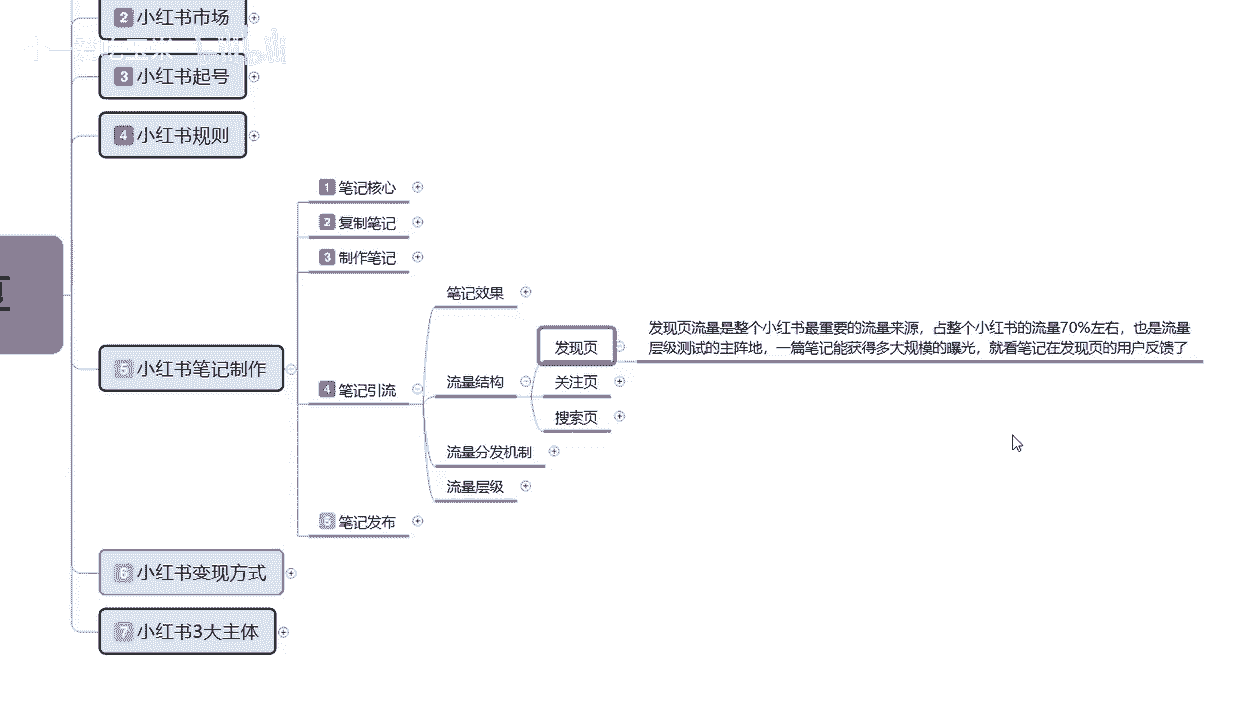 2 小红书市场
3 小红书起号
4 小红书规则
5 小红书笔记制作
1 笔记核心
2 复制笔记
3 制作笔记
4 笔记引流
笔记效果
流量结构
发现页
发现页流量是整个小红书最重要的流量来源，占整个小红书的流量70%左右，也是流量
层级测试的主阵地，一篇笔记能获得多大规模的曝光，就看笔记在发现页的用户反馈了
关注页
搜索页
流量分发机制
流量层级
5 笔记发布
6 小红书变现方式
7 小红书3大主体